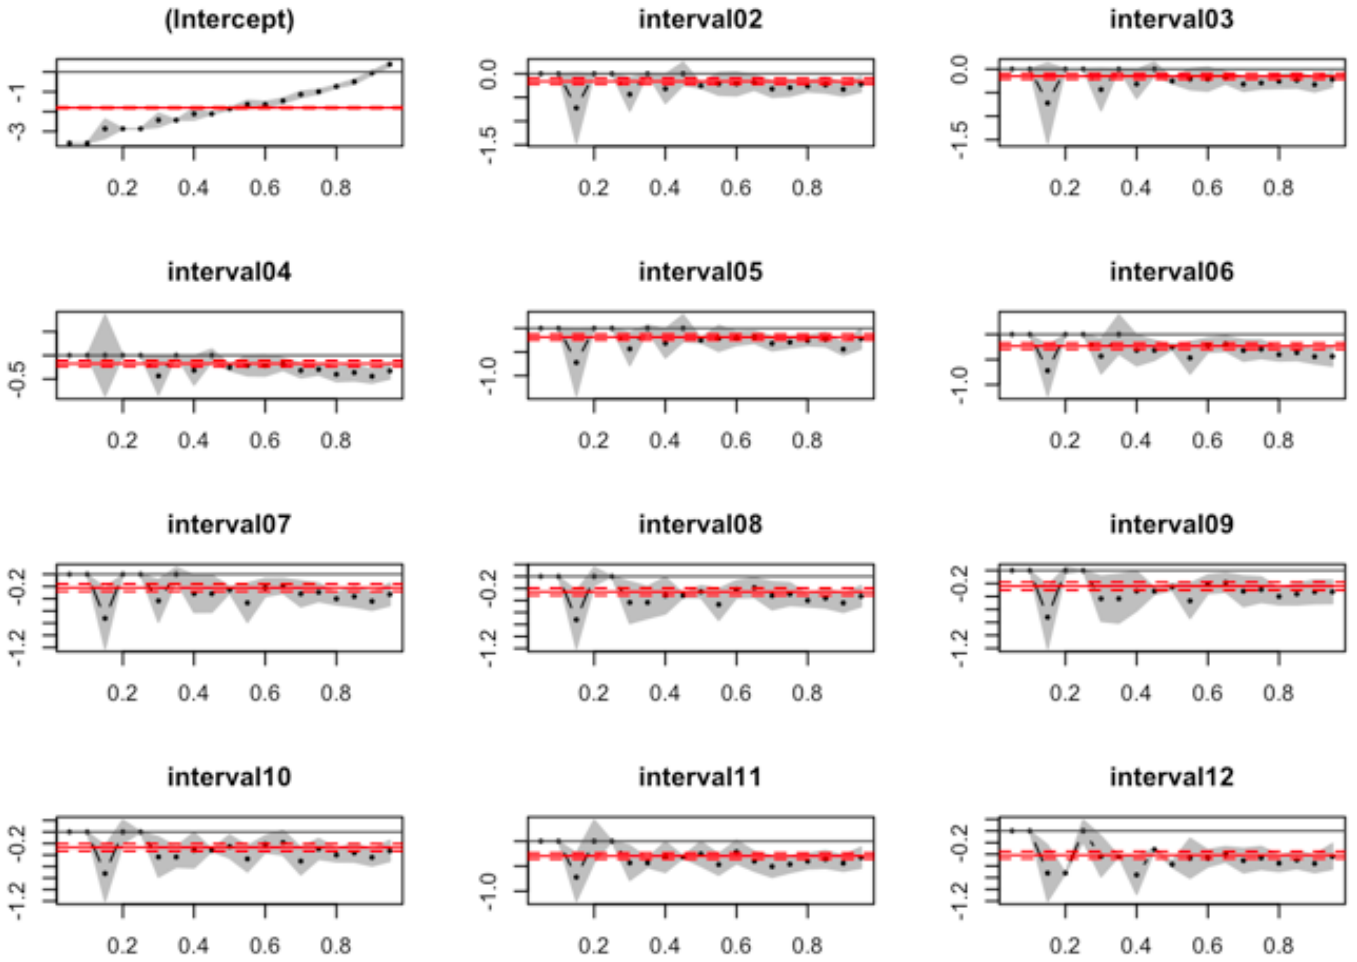 (Intercept)
interval02
interval03
-1
-3
0.0
-1.5
0.0
-1.5
0.2 0.4 0.6 0.8
0.2 0.4 0.6 0.8
0.2 0.4 0.6 0.8
interval04
interval05
interval06
-0.5
-1.0
-1.0
0.2 0.4 0.6 0.8
0.2 0.4 0.6 0.8
0.2 0.4 0.6 0.8
interval07
interval08
interval09
-0.2
-1.2
-0.2
-1.2
-0.2
-1.2
0.2 0.4 0.6 0.8
0.2 0.4 0.6 0.8
0.2 0.4 0.6 0.8
interval10
interval11
interval12
-0.2
-1.2
-1.0
-0.2
-1.2
0.2 0.4 0.6 0.8
0.2 0.4 0.6 0.8
0.2 0.4 0.6 0.8